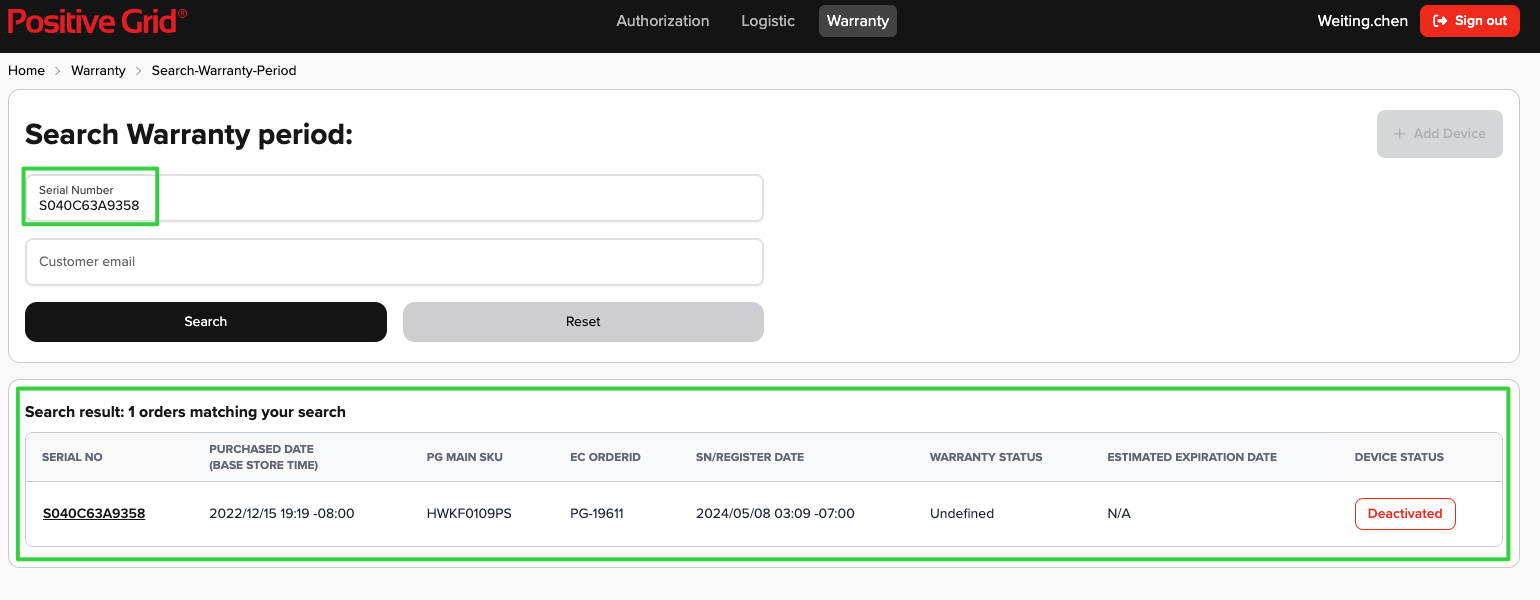 Positive Grid®
Authorization
Logistic
Warranty
Weiting.chen
Sign out
Home > Warranty > Search-Warranty-Period
Search Warranty period:
+ Add Device
Serial Number
S040C63A9358
Customer email
Search
Reset
Search result: 1 orders matching your search
SERIAL NO
PURCHASED DATE
(BASE STORE TIME)
PG MAIN SKU
EC ORDERID
SN/REGISTER DATE
WARRANTY STATUS
ESTIMATED EXPIRATION DATE
DEVICE STATUS
S040C63A9358
2022/12/15 19:19 -08:00
HWKF0109PS
PG-19611
2024/05/08 03:09 -07:00
Undefined
N/A
Deactivated